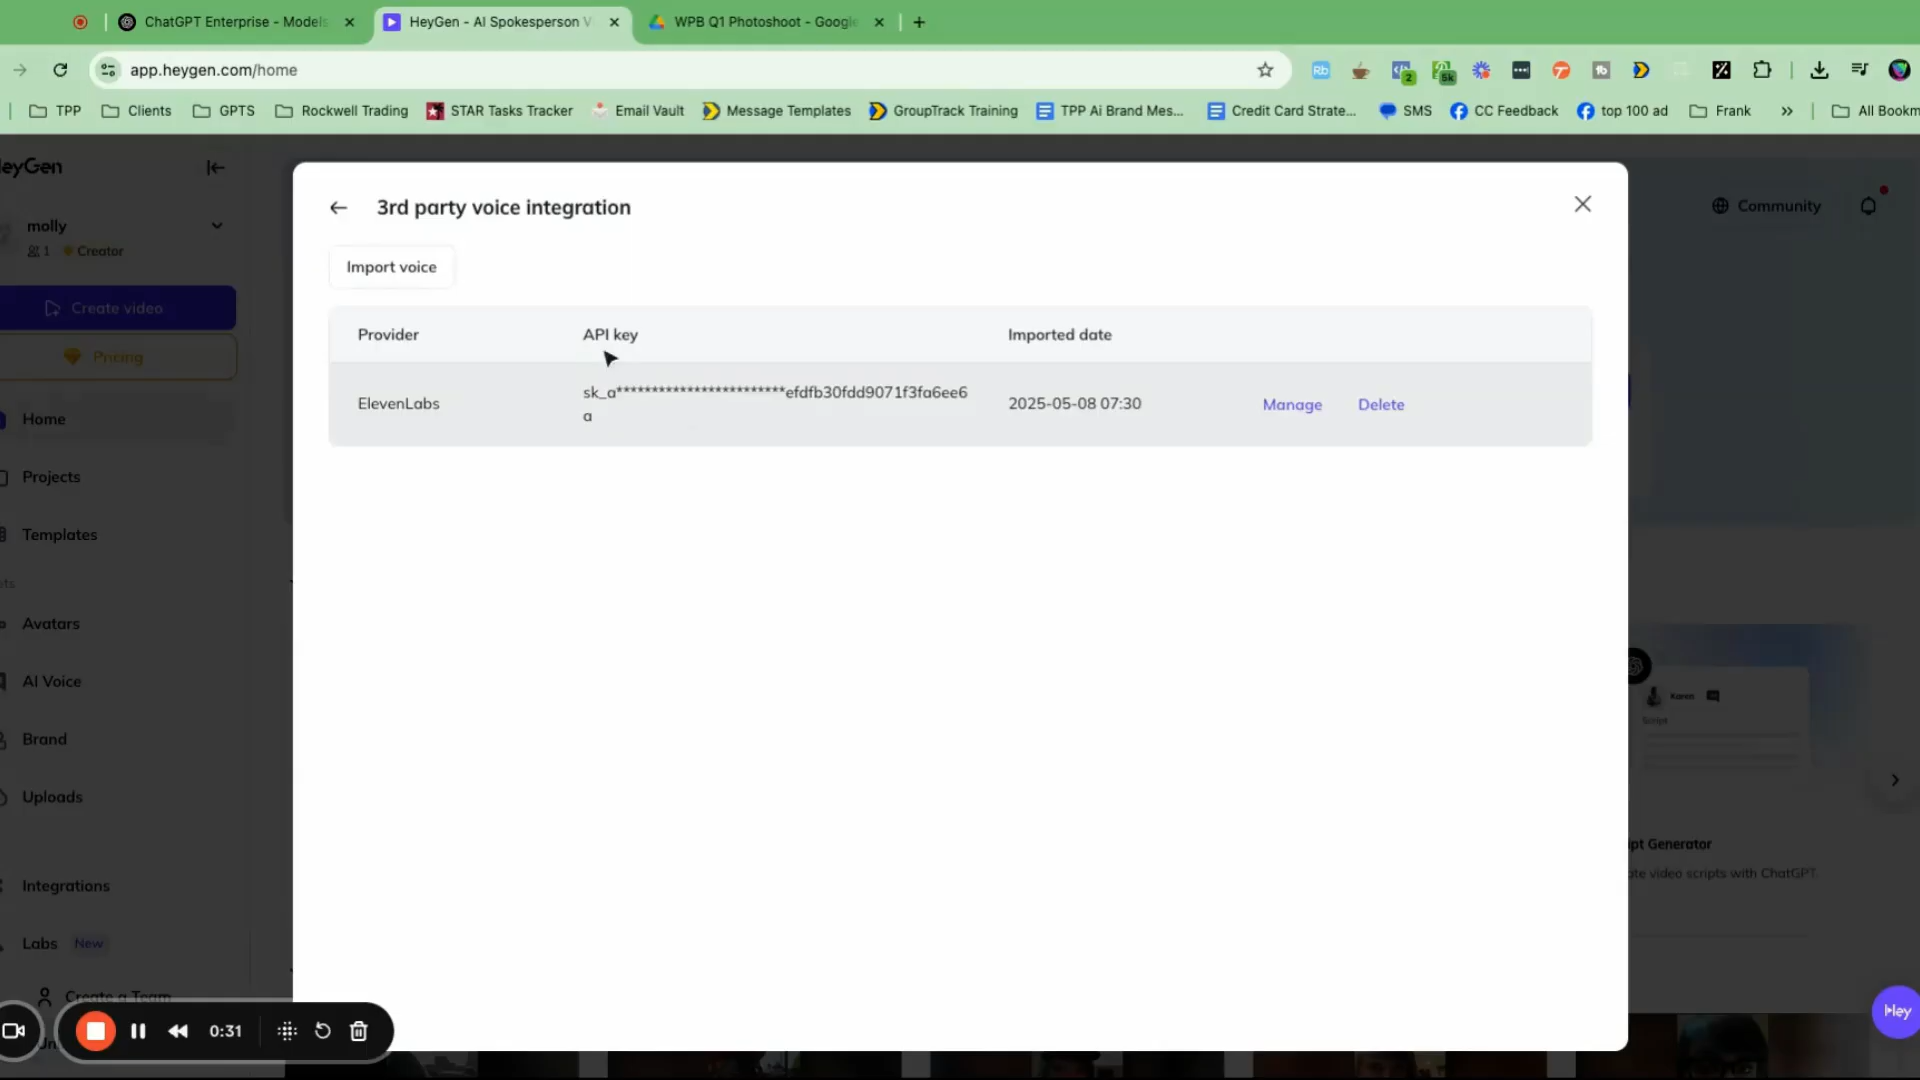 ChatGPT Enterprise - Models
HeyGen - AI Spokesperson V
WPB Q1 Photoshoot - Google
app.heygen.com/home
2
5k
TPP
Clients
GPTS
Rockwell Trading
STAR Tasks Tracker
Email Vault
Message Templates
GroupTrack Training
TPP Ai Brand Mes...
Credit Card Strate...
SMS
CC Feedback
top 100 ad
Frank
All Bookm
eyGen
molly
1 Creator
Create video
Pricing
Home
Projects
Templates
Avatars
AI Voice
Brand
Uploads
Integrations
Labs New
Create a Team
0:31
3rd party voice integration
Import voice
Provider API key Imported date
ElevenLabs sk_a************************efdfb30fdd9071f3fa6ee6
a 2025-05-08 07:30 Manage Delete
Community
Karen
Script
ipt Generator
ate video scripts with ChatGPT.
Hey